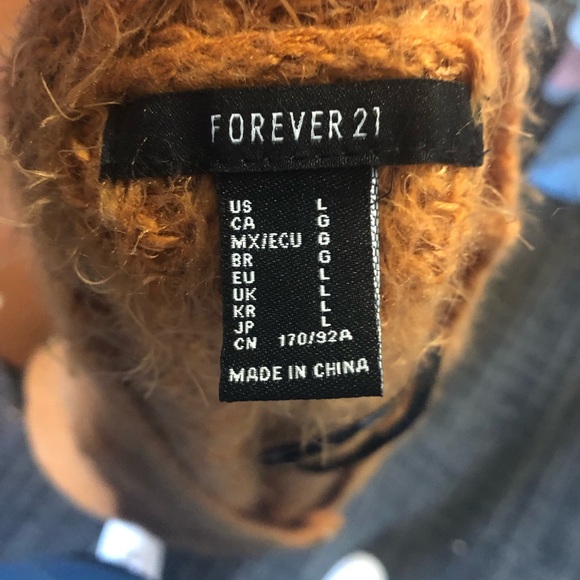 FOREVER 21
US L
CA G
MX/ECU G
BR G
EU L
UK L
KR L
JP L
CN 170/92A
MADE IN CHINA